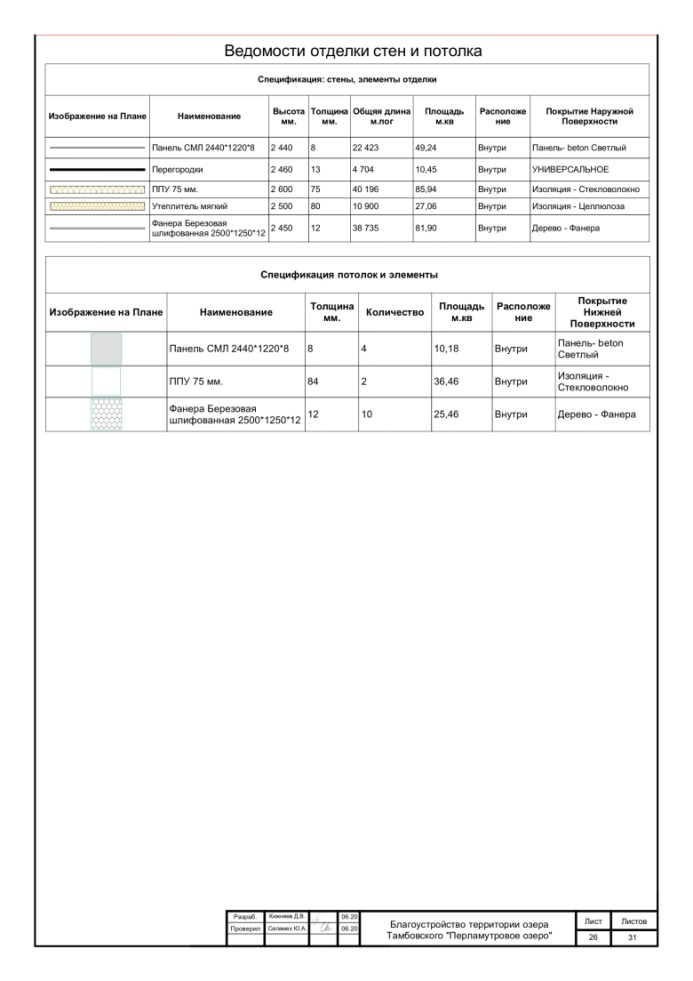 Ведомости отделки стен и потолка
Спецификация: стены, элементы отделки
Изображение на Плане Наименование Высота мм. Толщина мм. Общяя длина м.пог Площадь м.кв Расположе ние Покрытие Наружной Поверхности
Панель СМЛ 2440*1220*8 2 440 8 22 423 49,24 Внутри Панель- beton Светлый
Перегородки 2 460 13 4 704 10,45 Внутри УНИВЕРСАЛЬНОЕ
ППУ 75 мм. 2 600 75 40 196 85,94 Внутри Изоляция - Стекловолокно
Утеплитель мягкий 2 500 80 10 900 27,06 Внутри Изоляция - Целлюлоза
Фанера Березовая шлифованная 2500*1250*12 2 450 12 38 735 81,90 Внутри Дерево - Фанера
Спецификация потолок и элементы
Изображение на Плане Наименование Толщина мм. Количество Площадь м.кв Расположе ние Покрытие Нижней Поверхности
Панель СМЛ 2440*1220*8 8 4 10,18 Внутри Панель- beton Светлый
ППУ 75 мм. 84 2 36,46 Внутри Изоляция - Стекловолокно
Фанера Березовая шлифованная 2500*1250*12 12 10 25,46 Внутри Дерево - Фанера
Разраб. Д.В. 06.20
Проверил Ю.А. 06.20
Благоустройство территории озера
Тамбовского "Перламутровое озеро"
Лист Листов
26 31